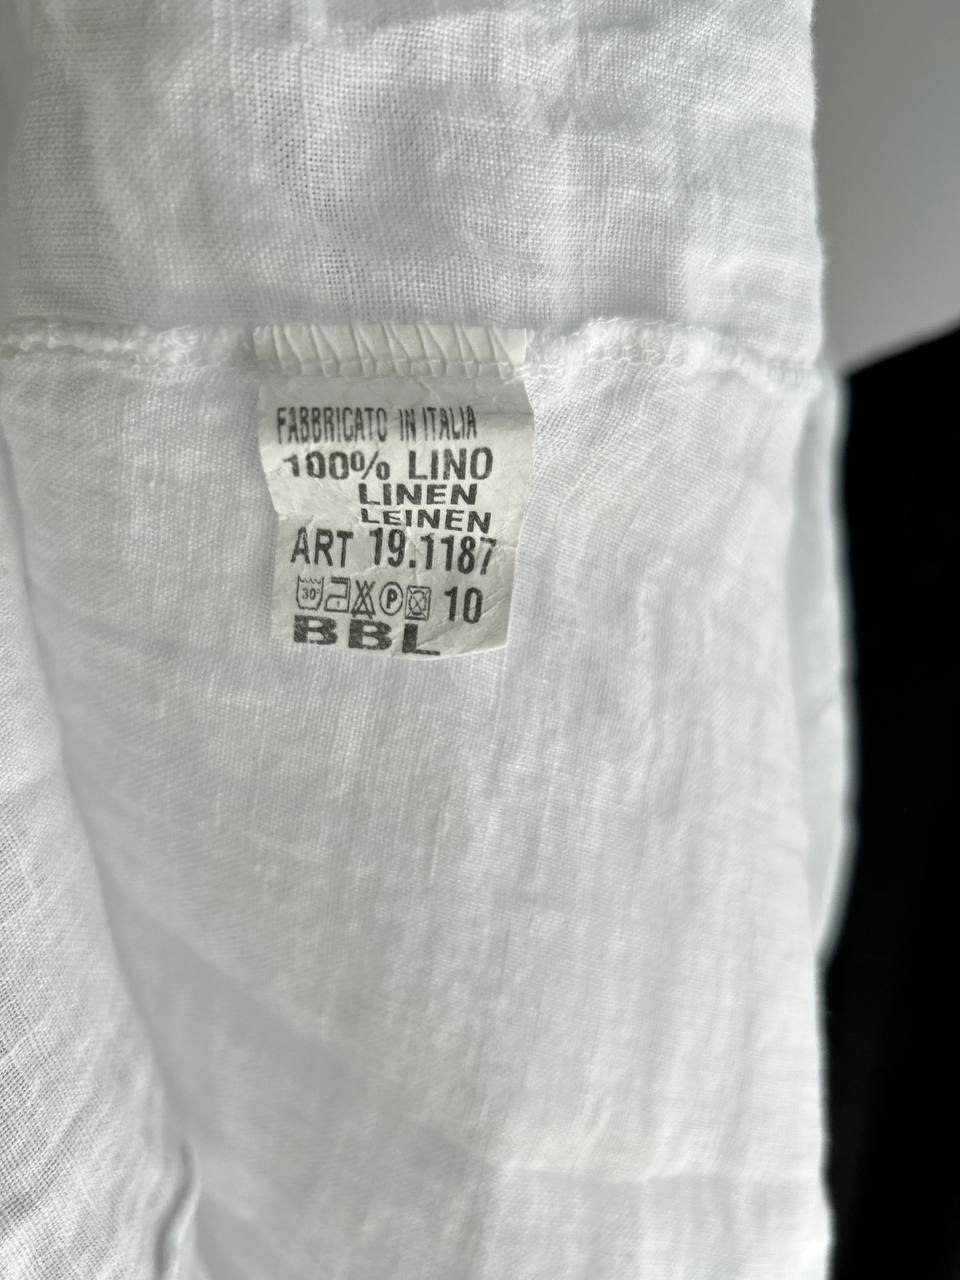 FABBRICATO IN ITALIA
100% LINO
LINEN
LEINEN
ART 19.1187
30° P 10
BBL